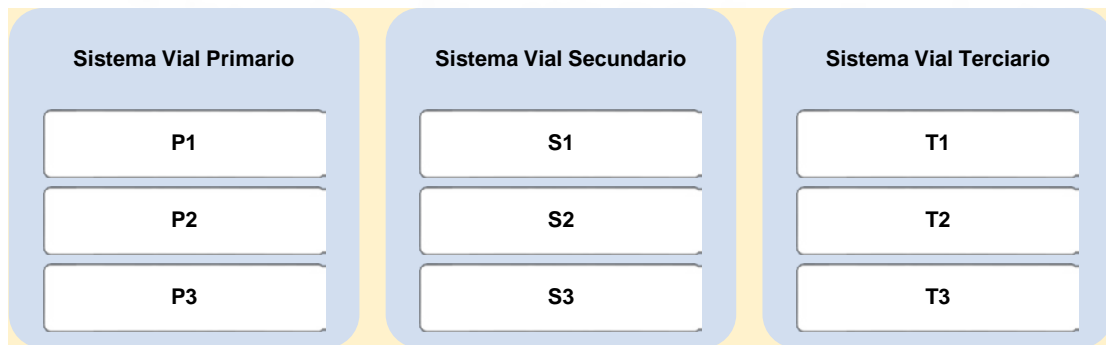 Sistema Vial Primario
P1
P2
P3
Sistema Vial Secundario
S1
S2
S3
Sistema Vial Terciario
T1
T2
T3